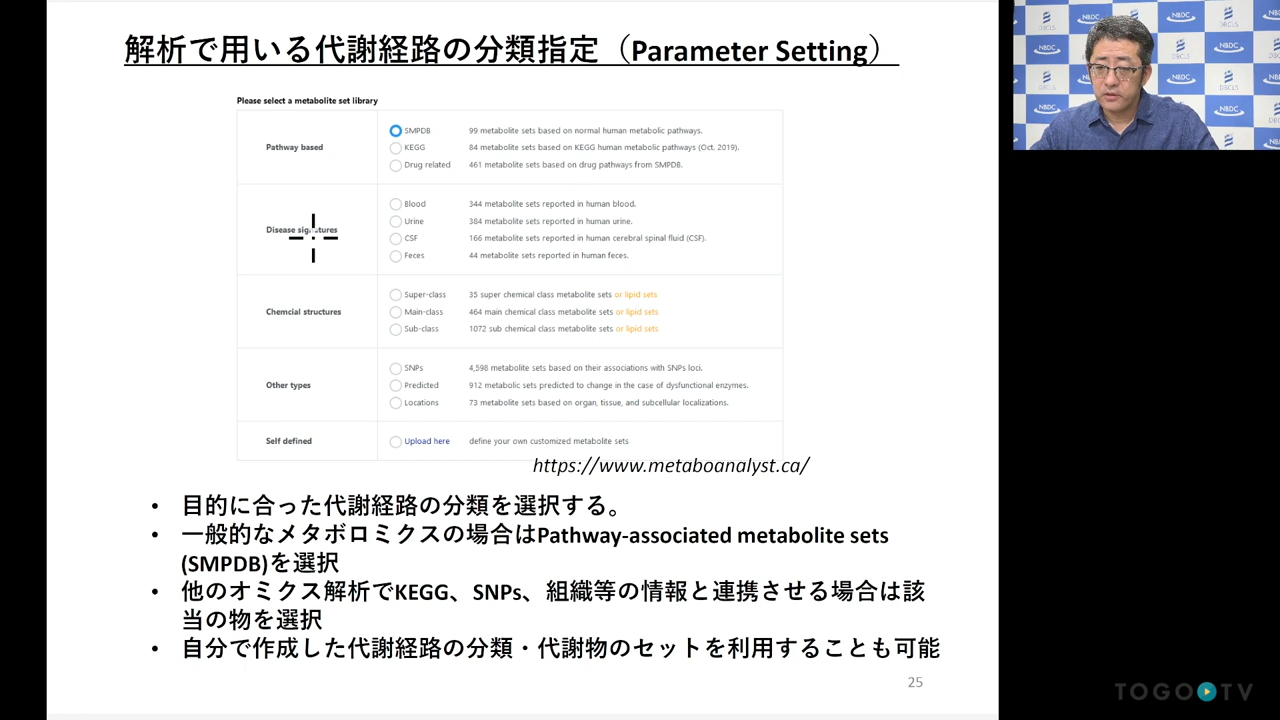 解析で用いる代謝経路の分類指定（Parameter Setting）
Please select a metabolite set library
Pathway based
SMPDB 99 metabolite sets based on normal human metabolic pathways.
KEGG 84 metabolite sets based on KEGG human metabolic pathways (Oct. 2019).
Drug related 461 metabolite sets based on drug pathways from SMPDB.
Disease signatures
Blood 344 metabolite sets reported in human blood.
Urine 384 metabolite sets reported in human urine.
CSF 166 metabolite sets reported in human cerebral spinal fluid (CSF).
Feces 44 metabolite sets reported in human feces.
Chemcial structures
Super-class 35 super chemical class metabolite sets or lipid sets
Main-class 464 main chemical class metabolite sets or lipid sets
Sub-class 1072 sub chemical class metabolite sets or lipid sets
Other types
SNPs 4,598 metabolite sets based on their associations with SNPs loci.
Predicted 912 metabolic sets predicted to change in the case of dysfunctional enzymes.
Locations 73 metabolite sets based on organ, tissue, and subcellular localizations.
Self defined
Upload here define your own customized metabolite sets
https://www.metaboanalyst.ca/
• 目的に合った代謝経路の分類を選択する。
• 一般的なメタボロミクスの場合はPathway-associated metabolite sets
(SMPDB)を選択
• 他のオミクス解析でKEGG、SNPs、組織等の情報と連携させる場合は該
当の物を選択
• 自分で作成した代謝経路の分類・代謝物のセットを利用することも可能
25
NBDC
DBCLS
TOGO TV